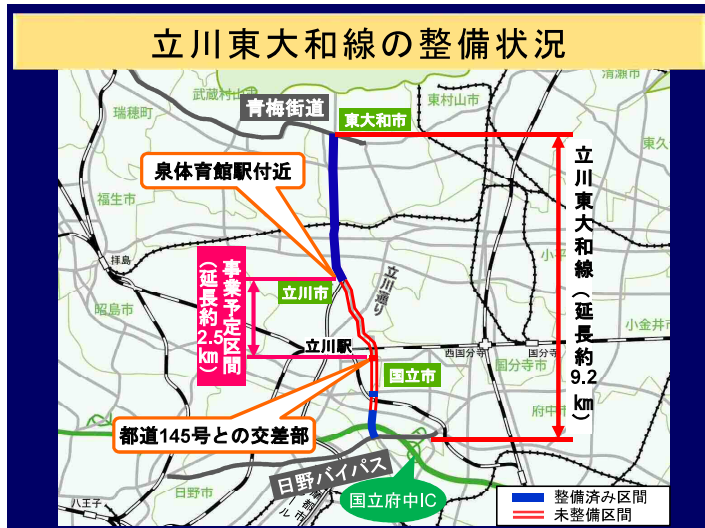 立川東大和線の整備状況
清瀬市
武蔵村山市
東村山市
瑞穂町
青梅街道
東大和市
東久
泉体育館駅付近
立川東大和線（延長約9.2㎞）
福生市
拝島
事業予定区間
（延長約2.5㎞）
立川市
立川通り
小平
昭島市
小金井市
立川駅
西国分寺
国分寺
国分寺市
国立市
府中市
都道145号との交差部
日野バイパス
国立府中IC
八王子
日野市
整備済み区間
未整備区間